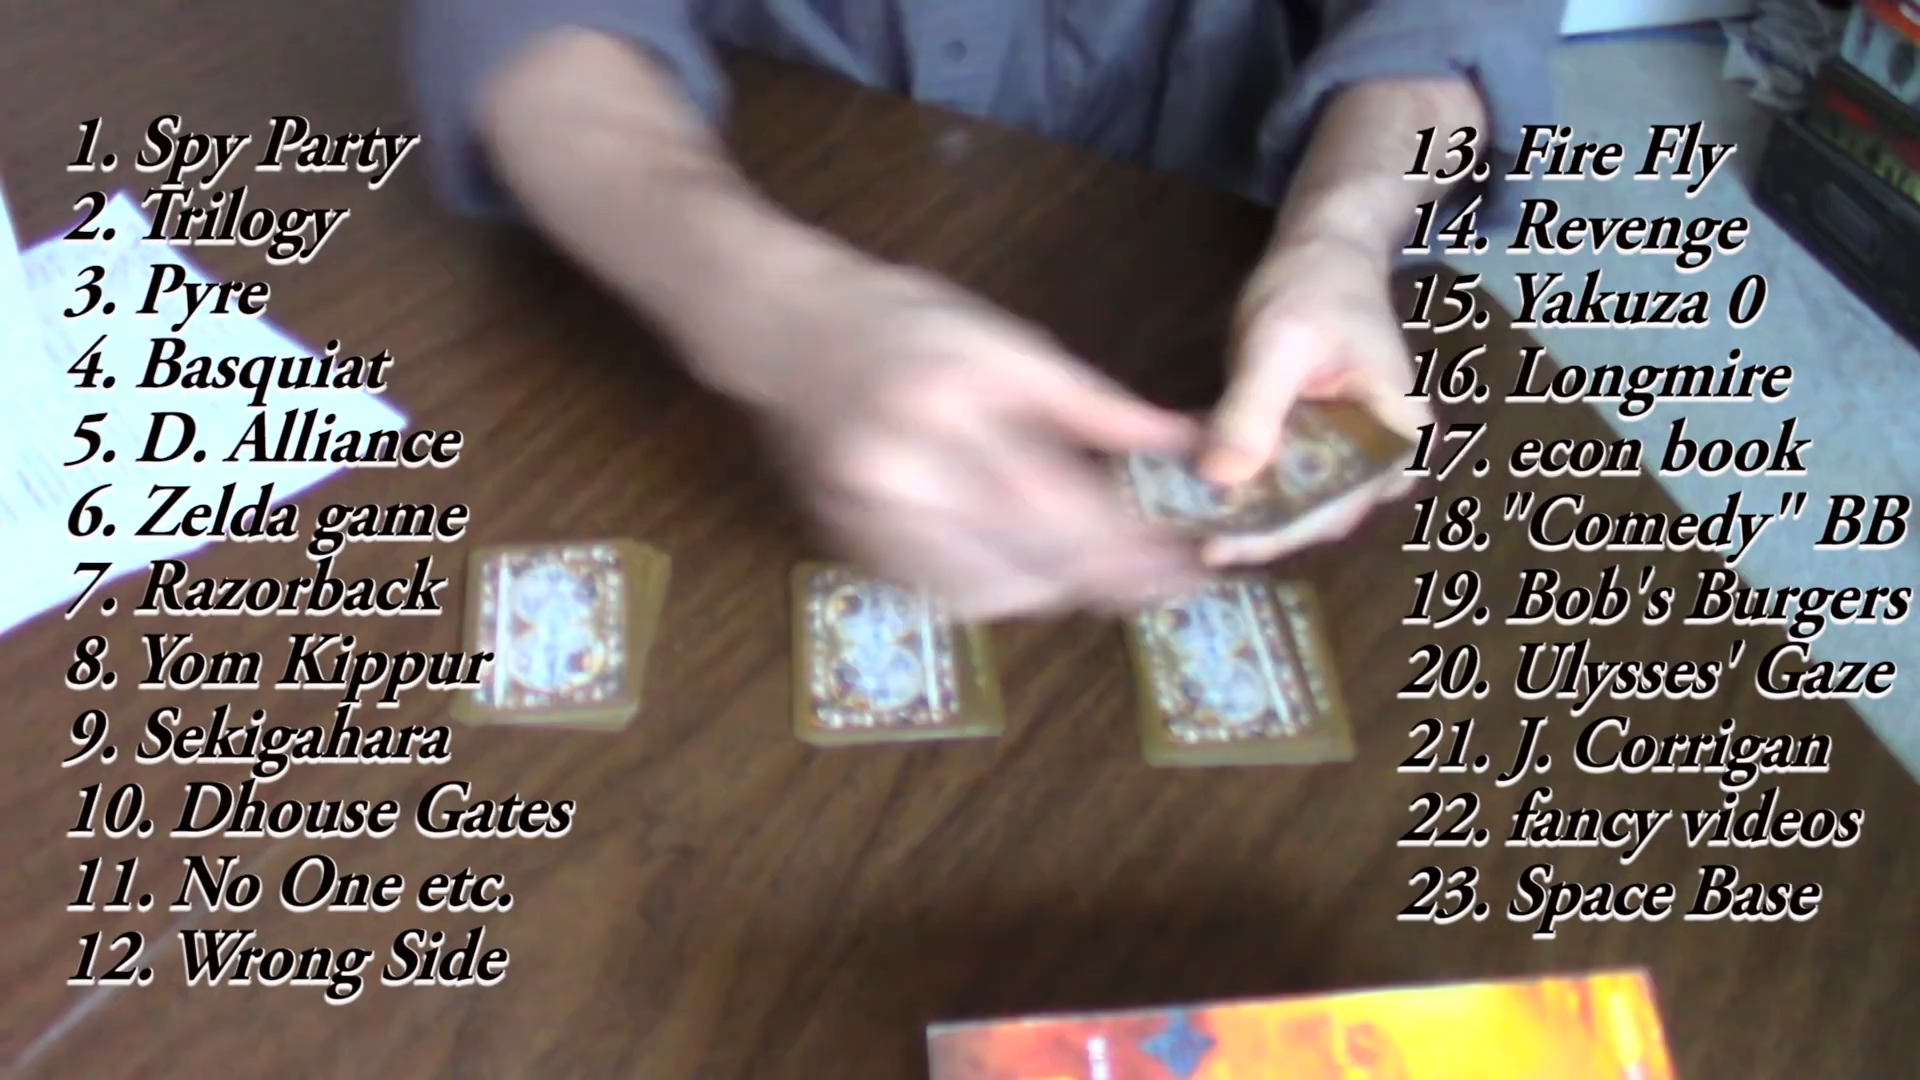 1. Spy Party
2. Trilogy
3. Pyre
4. Basquiat
5. D. Alliance
6. Zelda game
7. Razorback
8. Yom Kippur
9. Sekigahara
10. Dhouse Gates
11. No One etc.
12. Wrong Side
13. Fire Fly
14. Revenge
15. Yakuza 0
16. Longmire
17. econ book
18. "Comedy" BB
19. Bob's Burgers
20. Ulysses' Gaze
21. J. Corrigan
22. fancy videos
23. Space Base